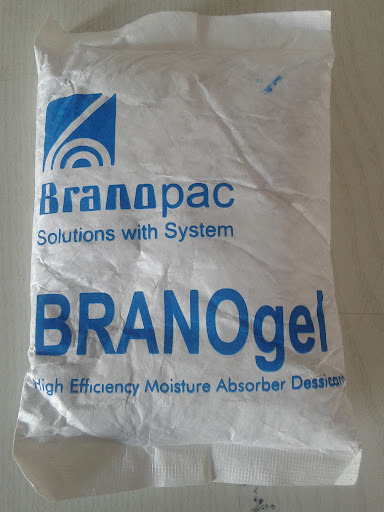 Branopac
Solutions with System
BRANOgel
High Efficiency Moisture Absorber Dessicant